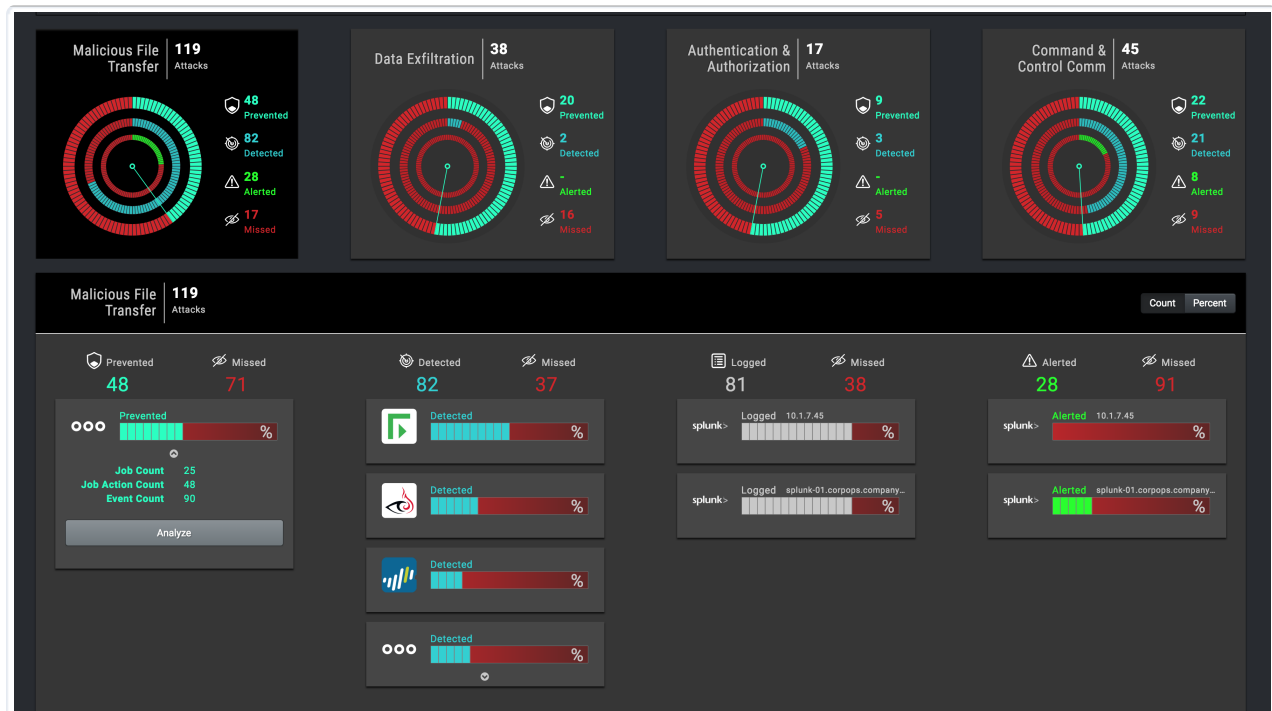 Malicious File
Transfer
119
Attacks
48
Prevented
82
Detected
28
Alerted
17
Missed
Data Exfiltration
38
Attacks
20
Prevented
2
Detected
-
Alerted
16
Missed
Authentication &
Authorization
17
Attacks
9
Prevented
3
Detected
-
Alerted
5
Missed
Command &
Control Comm
45
Attacks
22
Prevented
21
Detected
8
Alerted
9
Missed
Malicious File
Transfer
119
Attacks
Count Percent
Prevented Missed
48 71
Prevented
%
Job Count 25
Job Action Count 48
Event Count 90
Analyze
Detected Missed
82 37
Detected
%
Detected
%
Detected
%
Detected
%
Logged Missed
81 38
splunk> Logged 10.1.7.45
%
splunk> Logged splunk-01.corpops.company...
%
Alerted Missed
28 91
splunk> Alerted 10.1.7.45
%
splunk> Alerted splunk-01.corpops.company...
%